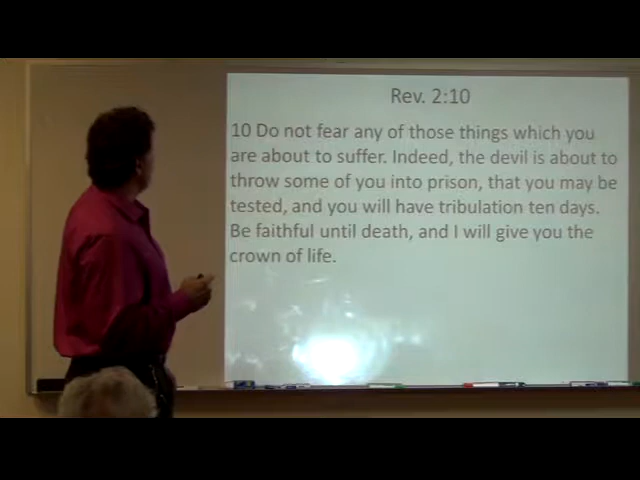 Rev. 2:10
10 Do not fear any of those things which you
are about to suffer. Indeed, the devil is about to
throw some of you into prison, that you may be
tested, and you will have tribulation ten days.
Be faithful until death, and I will give you the
crown of life.